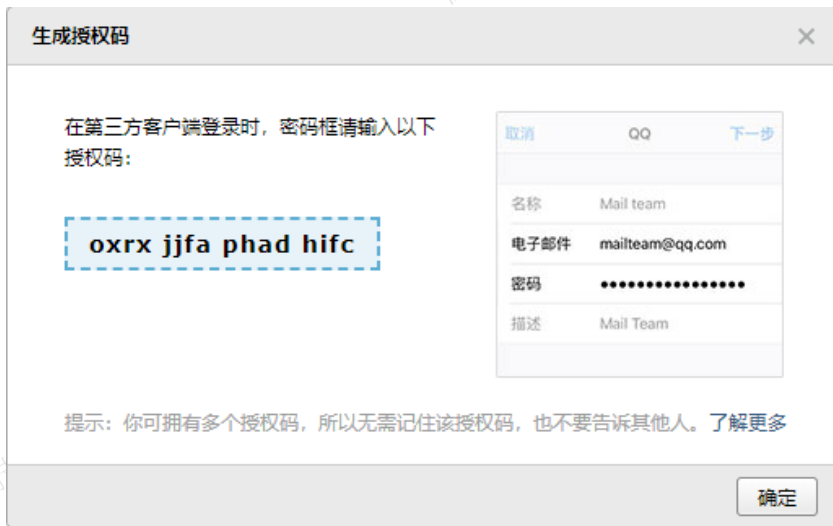 生成授权码
在第三方客户端登录时，密码框请输入以下
授权码：
oxrx jjfa phad hifc
取消 QQ 下一步
名称 Mail team
电子邮件 mailteam@qq.com
密码 ●●●●●●●●●●●●●●●●
描述 Mail Team
提示：你可拥有多个授权码，所以无需记住该授权码，也不要告诉其他人。了解更多
确定